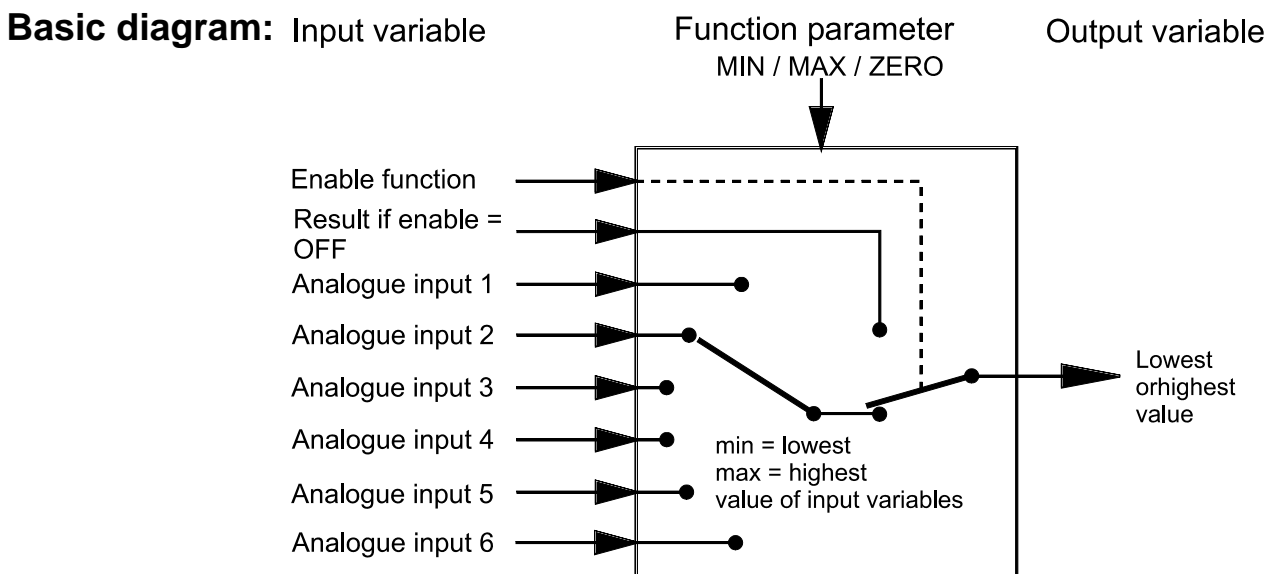 Basic diagram: Input variable Function parameter Output variable
MIN / MAX / ZERO
Enable function
Result if enable =
OFF
Analogue input 1
Analogue input 2
Analogue input 3
Analogue input 4
Analogue input 5
Analogue input 6
min = lowest
max = highest
value of input variables
Lowest
orhighest
value